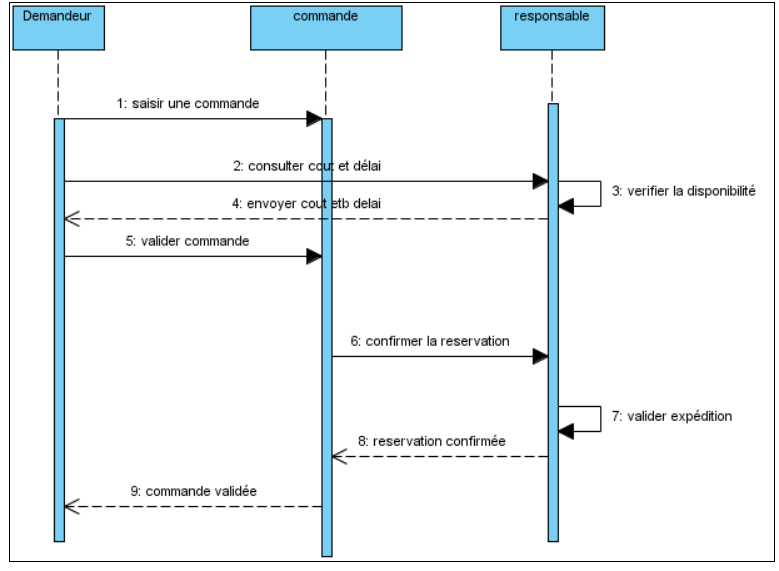 Demandeur
commande
responsable
1: saisir une commande
2: consulter cout et délai
3: verifier la disponibilité
4: envoyer cout etb delai
5: valider commande
6: confirmer la reservation
7: valider expédition
8: reservation confirmée
9: commande validée